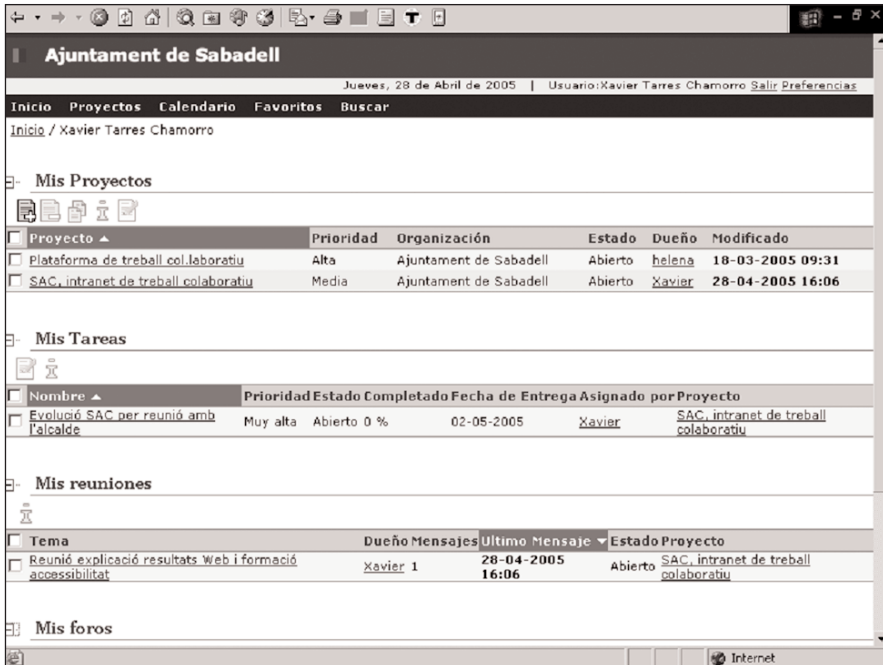 Ajuntament de Sabadell
Jueves, 28 de Abril de 2005 | Usuario:Xavier Tarres Chamorro Salir Preferencias
Inicio Proyectos Calendario Favoritos Buscar
Inicio / Xavier Tarres Chamorro
Mis Proyectos
Proyecto Prioridad Organización Estado Dueño Modificado
Plataforma de treball col.laboratiu Alta Ajuntament de Sabadell Abierto helena 18-03-2005 09:31
SAC, intranet de treball colaboratiu Media Ajuntament de Sabadell Abierto Xavier 28-04-2005 16:06
Mis Tareas
Nombre Prioridad Estado Completado Fecha de Entrega Asignado por Proyecto
Evolució SAC per reunió amb Muy alta Abierto 0 % 02-05-2005 Xavier SAC, intranet de treball
l'alcalde colaboratiu
Mis reuniones
Tema Dueño Mensajes Ultimo Mensaje Estado Proyecto
Reunió explicació resultats Web i formació Xavier 1 28-04-2005 Abierto SAC, intranet de treball
accessibilitat 16:06 colaboratiu
Mis foros
Internet